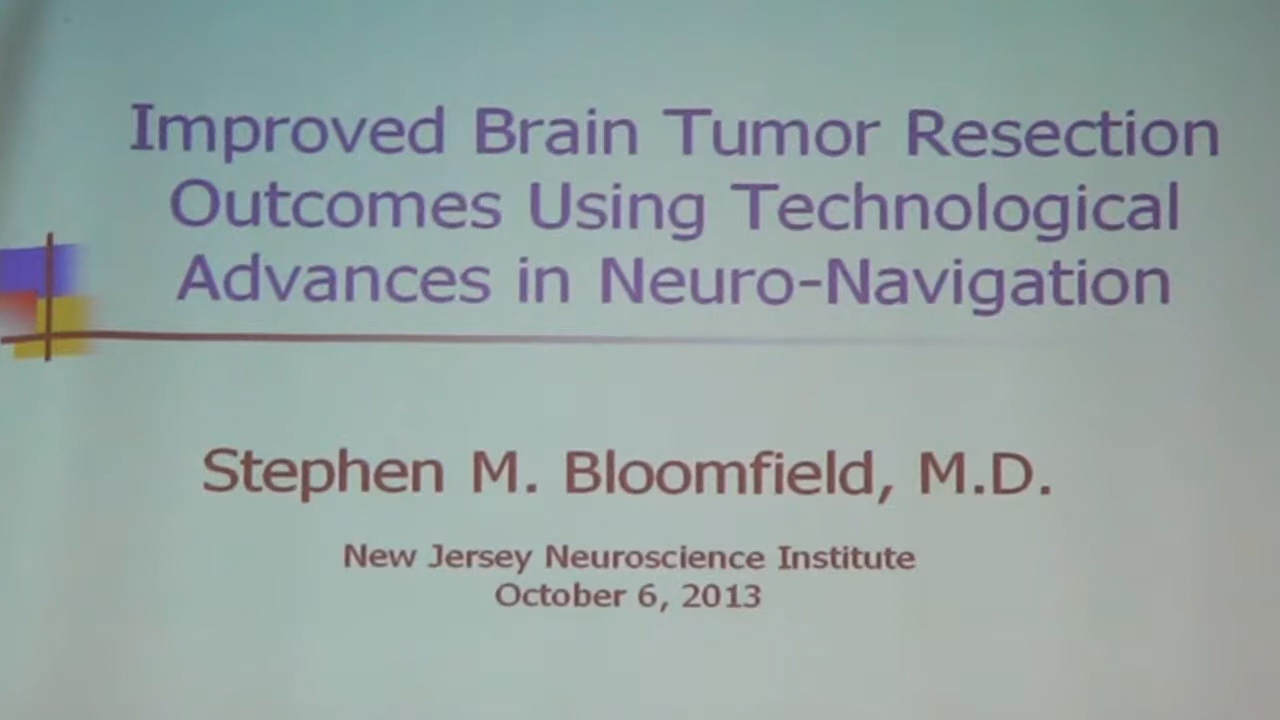 Improved Brain Tumor Resection
Outcomes Using Technological
Advances in Neuro-Navigation
Stephen M. Bloomfield, M.D.
New Jersey Neuroscience Institute
October 6, 2013